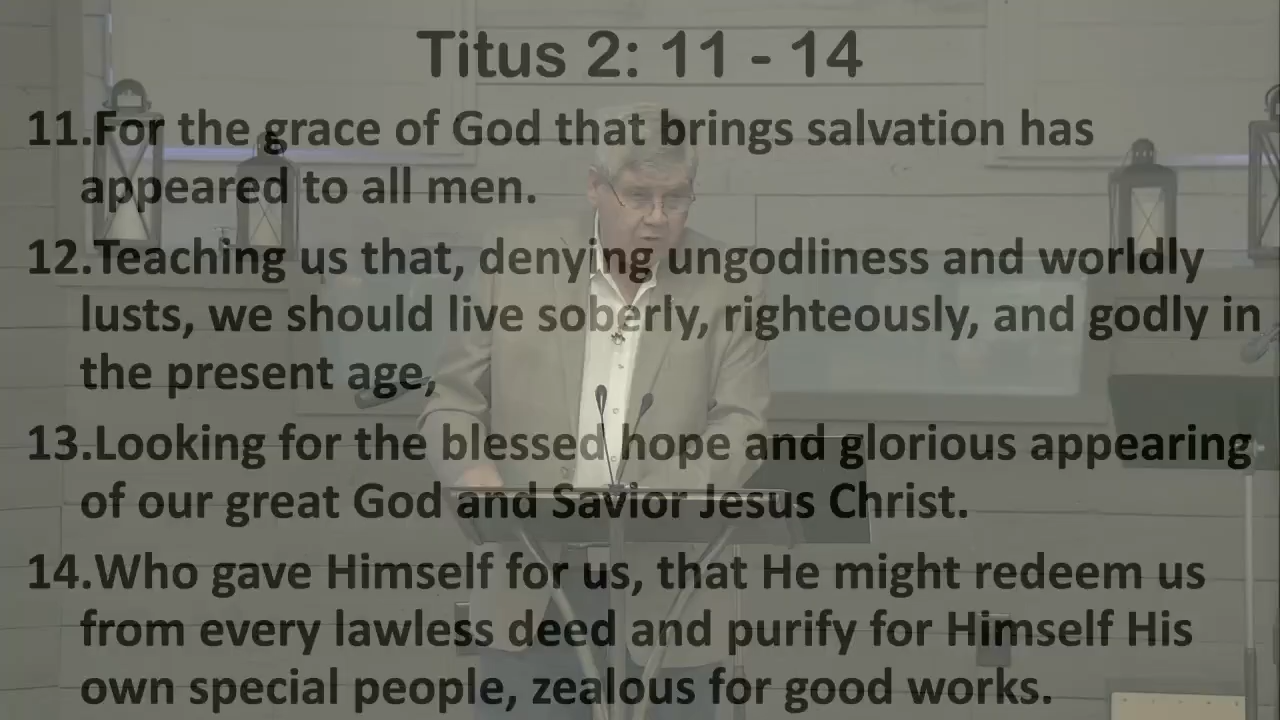 Titus 2: 11 - 14
11.For the grace of God that brings salvation has
appeared to all men.
12.Teaching us that, denying ungodliness and worldly
lusts, we should live soberly, righteously, and godly in
the present age,
13.Looking for the blessed hope and glorious appearing
of our great God and Savior Jesus Christ.
14.Who gave Himself for us, that He might redeem us
from every lawless deed and purify for Himself His
own special people, zealous for good works.